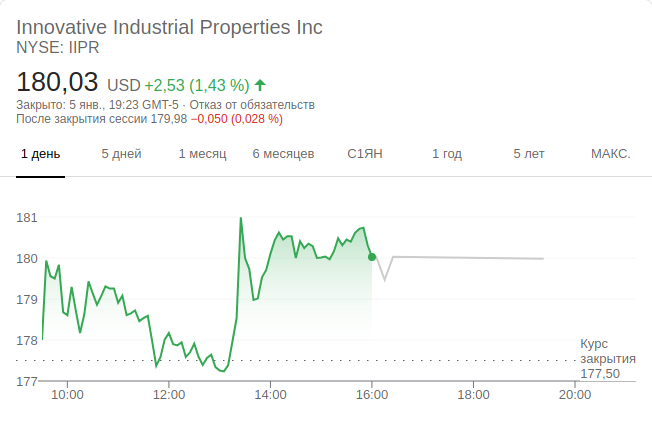 Innovative Industrial Properties Inc
NYSE: IIPR
180,03 USD +2,53 (1,43 %)
Закрыто: 5 янв., 19:23 GMT-5 · Отказ от обязательств
После закрытия сессии 179,98 −0,050 (0,028 %)
1 день 5 дней 1 месяц 6 месяцев С1ЯН 1 год 5 лет МАКС.
181
180
179
178
177
Курс
закрытия
177,50
10:00 12:00 14:00 16:00 18:00 20:00